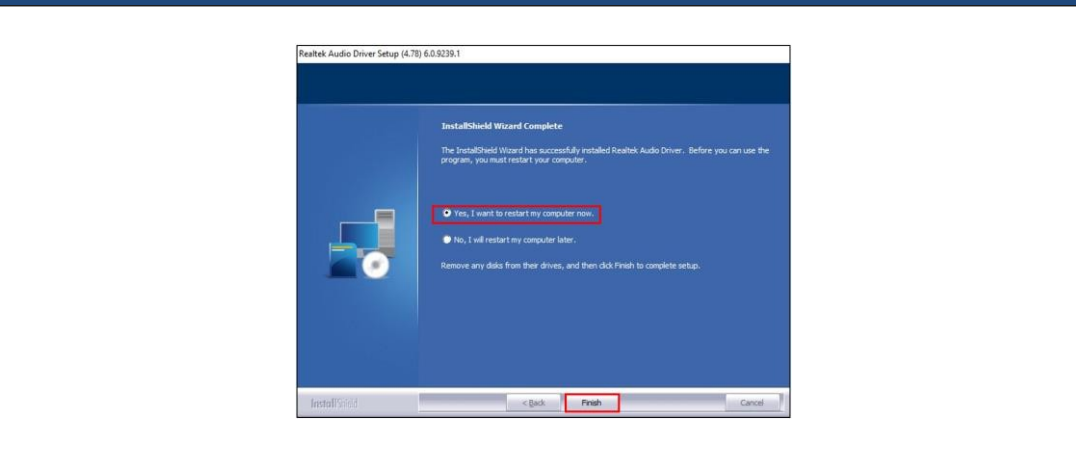 Realtek Audio Driver Setup (4.78) 6.0.9239.1
InstallShield Wizard Complete
The InstallShield Wizard has successfully installed Realtek Audio Driver. Before you can use the
program, you must restart your computer.
Yes, I want to restart my computer now.
No, I will restart my computer later.
Remove any disks from their drives, and then click Finish to complete setup.
InstallShield
< Back
Finish
Cancel